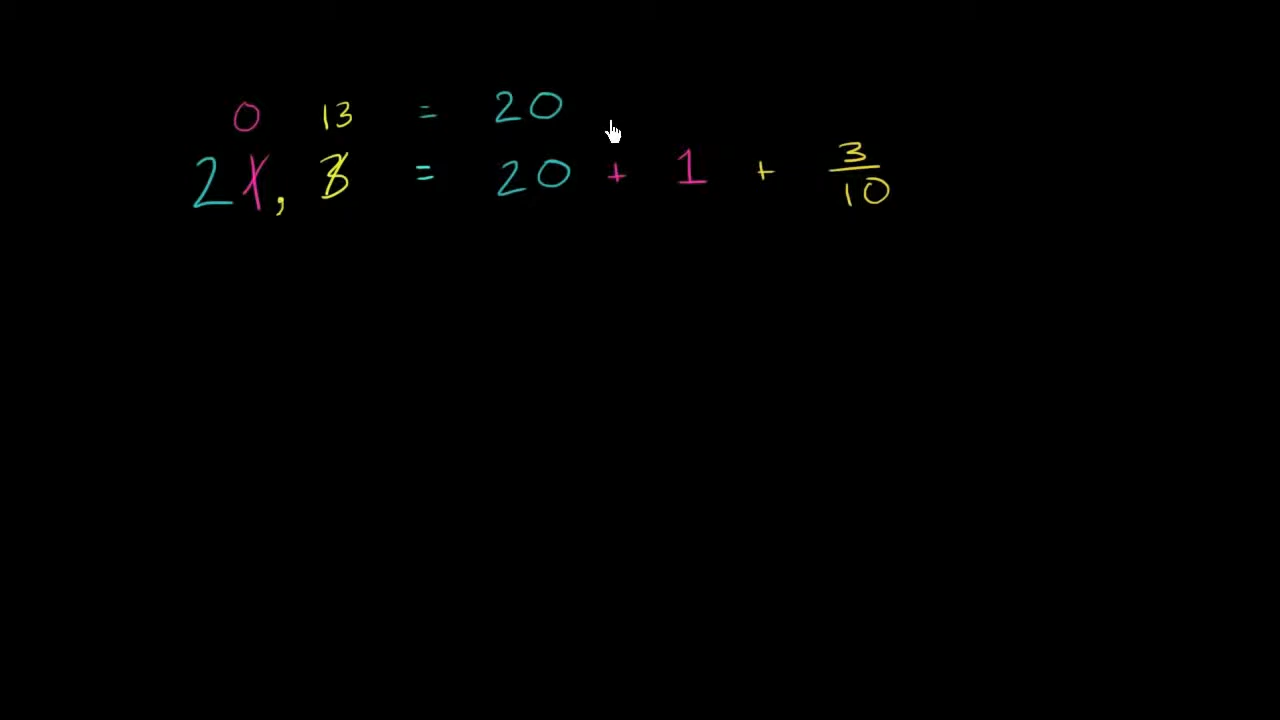 0 13 = 20
21, 3 = 20 + 1 + 3/10